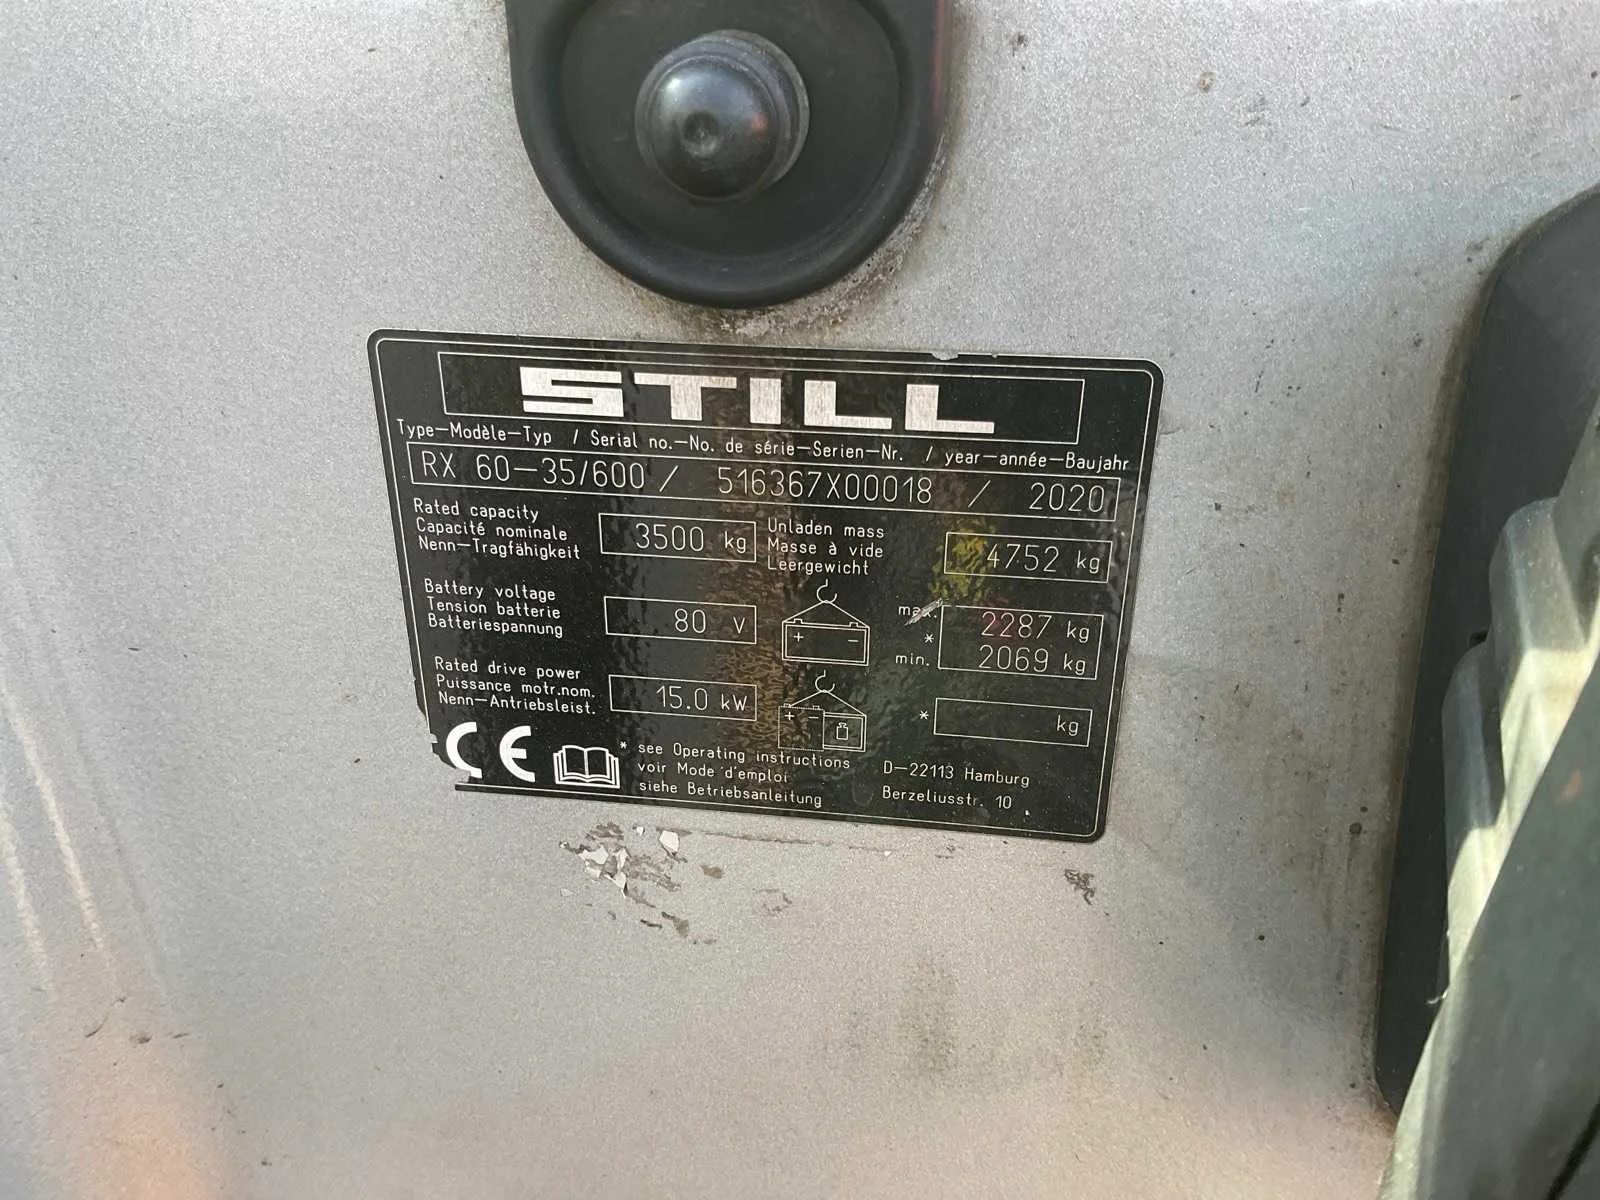 STILL
Type-Modèle-Typ / Serial no.-No. de série-Serien-Nr. / year-année-Baujahr
RX 60-35/600 / 516367X00018 / 2020
Rated capacity
Capacité nominale
Nenn-Tragfähigkeit
3500 kg
Unladen mass
Masse à vide
Leergewicht
4752 kg
Battery voltage
Tension batterie
Batteriespannung
80 V
+ -
max. 2287 kg
*
min. 2069 kg
Rated drive power
Puissance motr.nom.
Nenn-Antriebsleist.
15.0 kW
+ -
* kg
CE
* see Operating instructions
voir Mode d'emploi
siehe Betriebsanleitung
D-22113 Hamburg
Berzeliusstr. 10